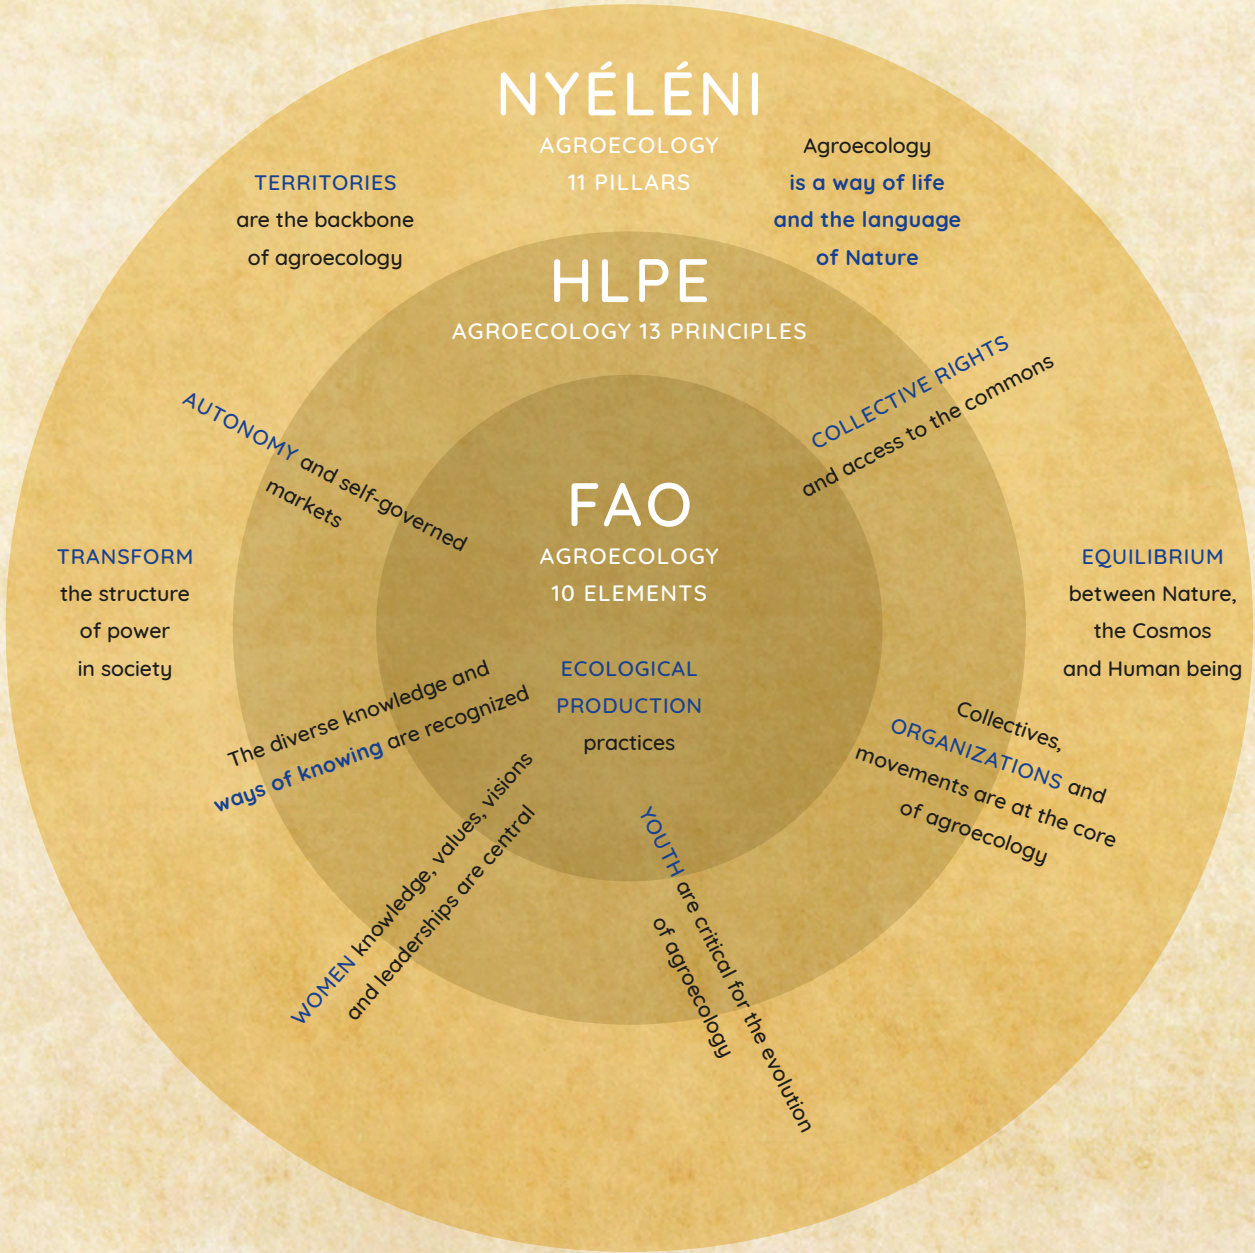 NYÉLÉNI
AGROECOLOGY
11 PILLARS
TERRITORIES
are the backbone
of agroecology
Agroecology
is a way of life
and the language
of Nature
HLPE
AGROECOLOGY 13 PRINCIPLES
AUTONOMY and self-governed
markets
COLLECTIVE RIGHTS
and access to the commons
FAO
AGROECOLOGY
10 ELEMENTS
TRANSFORM
the structure
of power
in society
EQUILIBRIUM
between Nature,
the Cosmos
and Human being
ECOLOGICAL
PRODUCTION
practices
The diverse knowledge and
ways of knowing are recognized
Collectives,
ORGANIZATIONS and
movements are at the core
of agroecology
WOMEN knowledge, values, visions
and leaderships are central
YOUTH are critical for the evolution
of agroecology